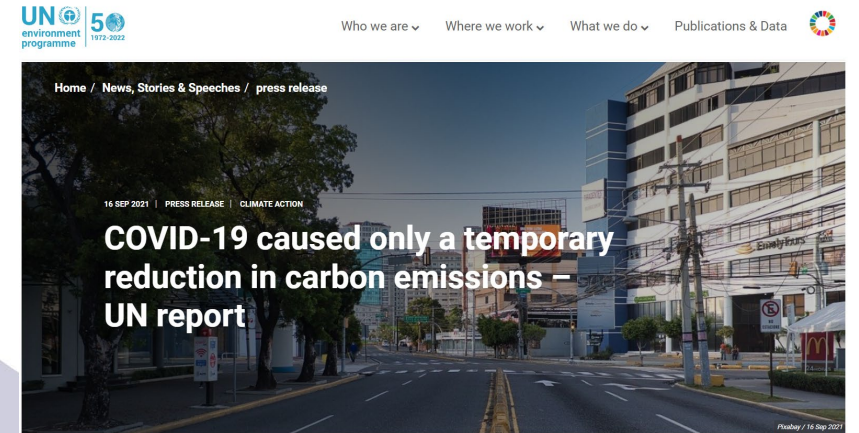 UN
environment
programme
50
1972-2022
Who we are
Where we work
What we do
Publications & Data
Home / News, Stories & Speeches / press release
16 SEP 2021 | PRESS RELEASE | CLIMATE ACTION
COVID-19 caused only a temporary
reduction in carbon emissions –
UN report
Pixabay / 16 Sep 2021